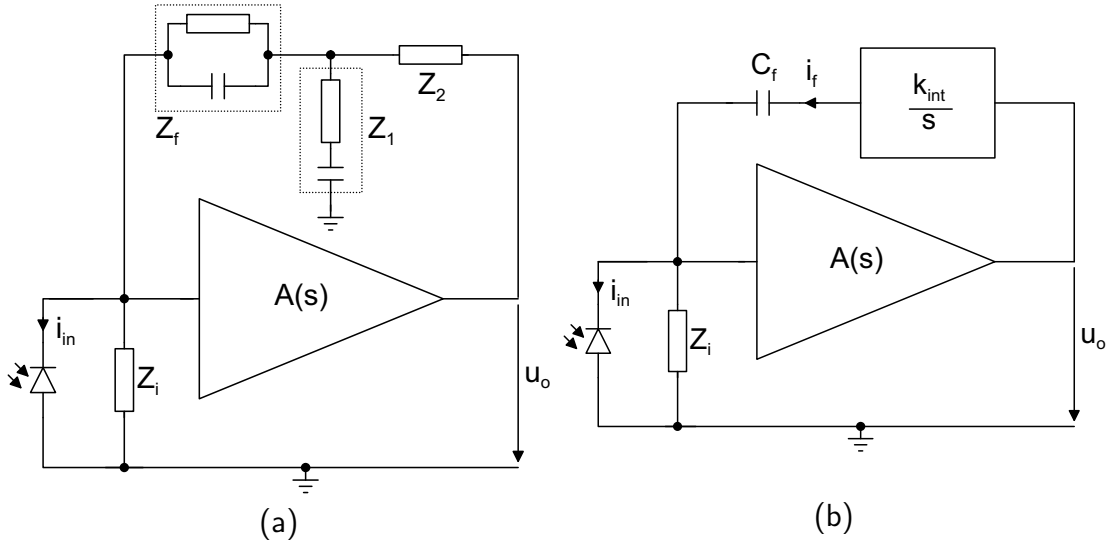 Z_f
Z_1
Z_2
A(s)
i_in
Z_i
u_o
(a)
C_f
i_f
k_int
s
A(s)
i_in
Z_i
u_o
(b)